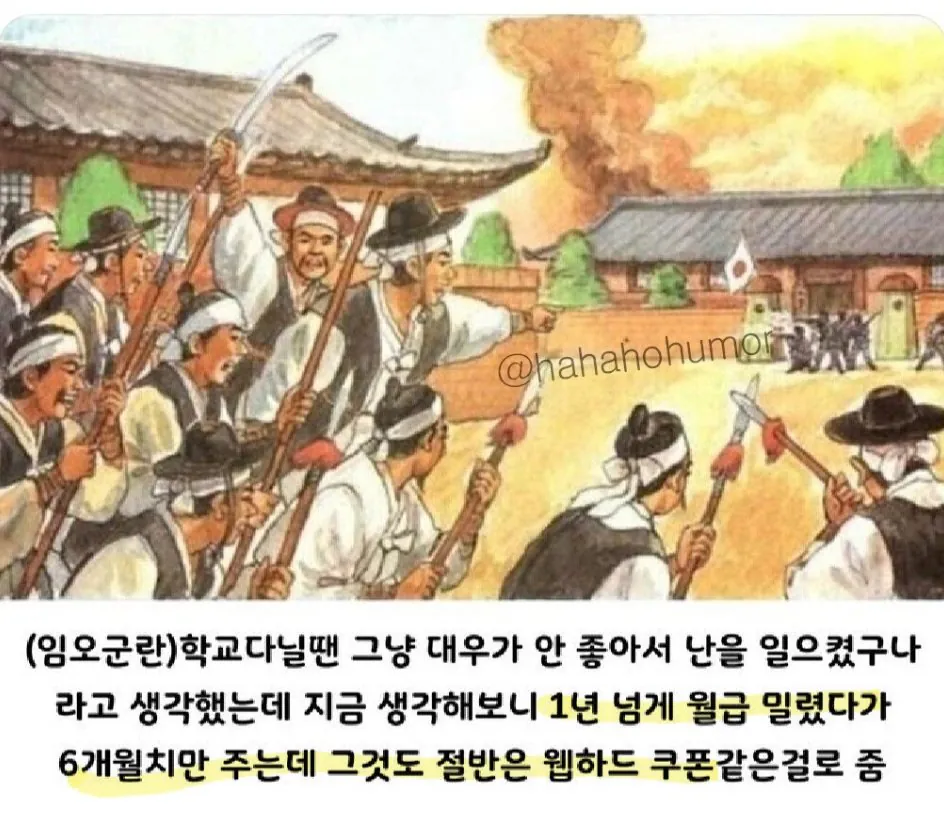 @hahahohumor
(임오군란)학교다닐땐 그냥 대우가 안 좋아서 난을 일으켰구나
라고 생각했는데 지금 생각해보니 1년 넘게 월급 밀렸다가
6개월치만 주는데 그것도 절반은 웹하드 쿠폰같은걸로 줌